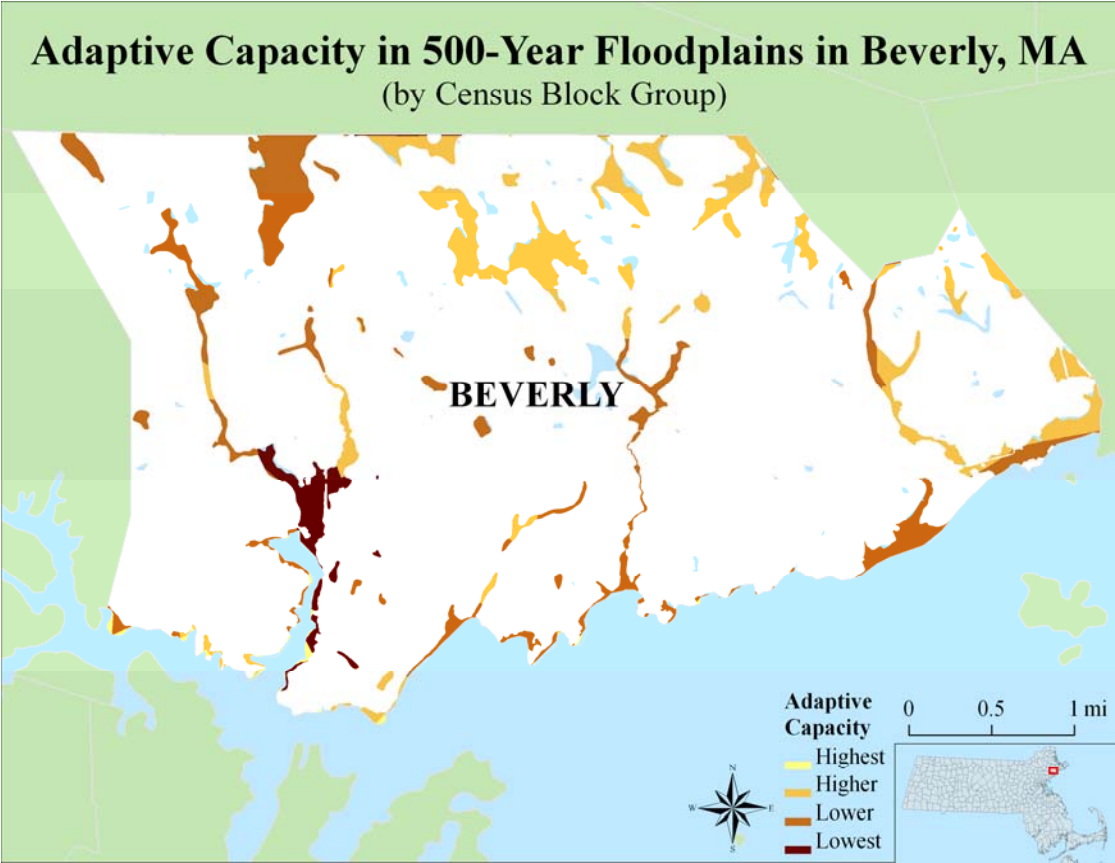 Adaptive Capacity in 500-Year Floodplains in Beverly, MA
(by Census Block Group)
BEVERLY
Adaptive
Capacity
Highest
Higher
Lower
Lowest
0 0.5 1 mi
N
W E
S